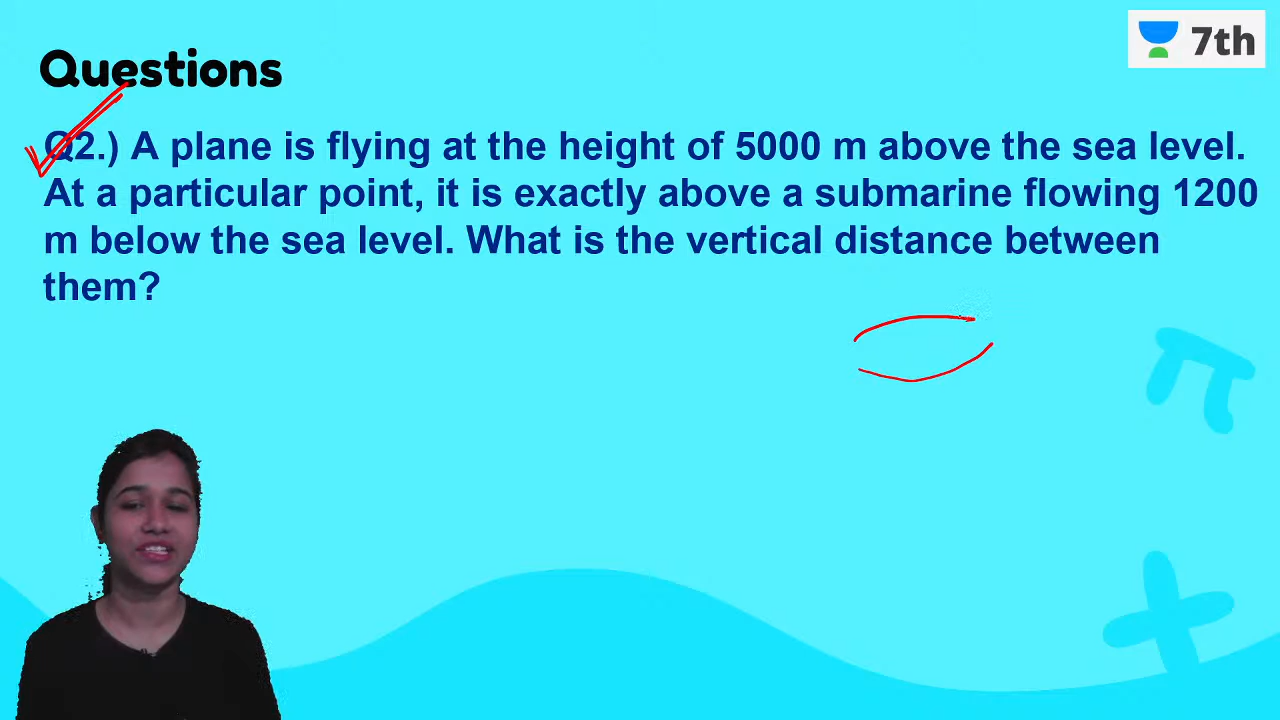 Questions
7th
Q2.) A plane is flying at the height of 5000 m above the sea level.
At a particular point, it is exactly above a submarine flowing 1200
m below the sea level. What is the vertical distance between
them?